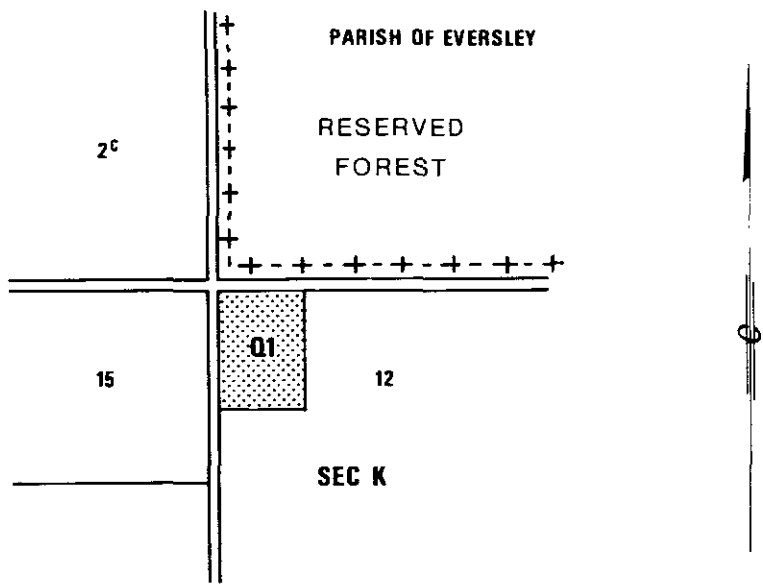 PARISH OF EVERSLEY
RESERVED
FOREST
2ᶜ
Q1
15
12
SEC K